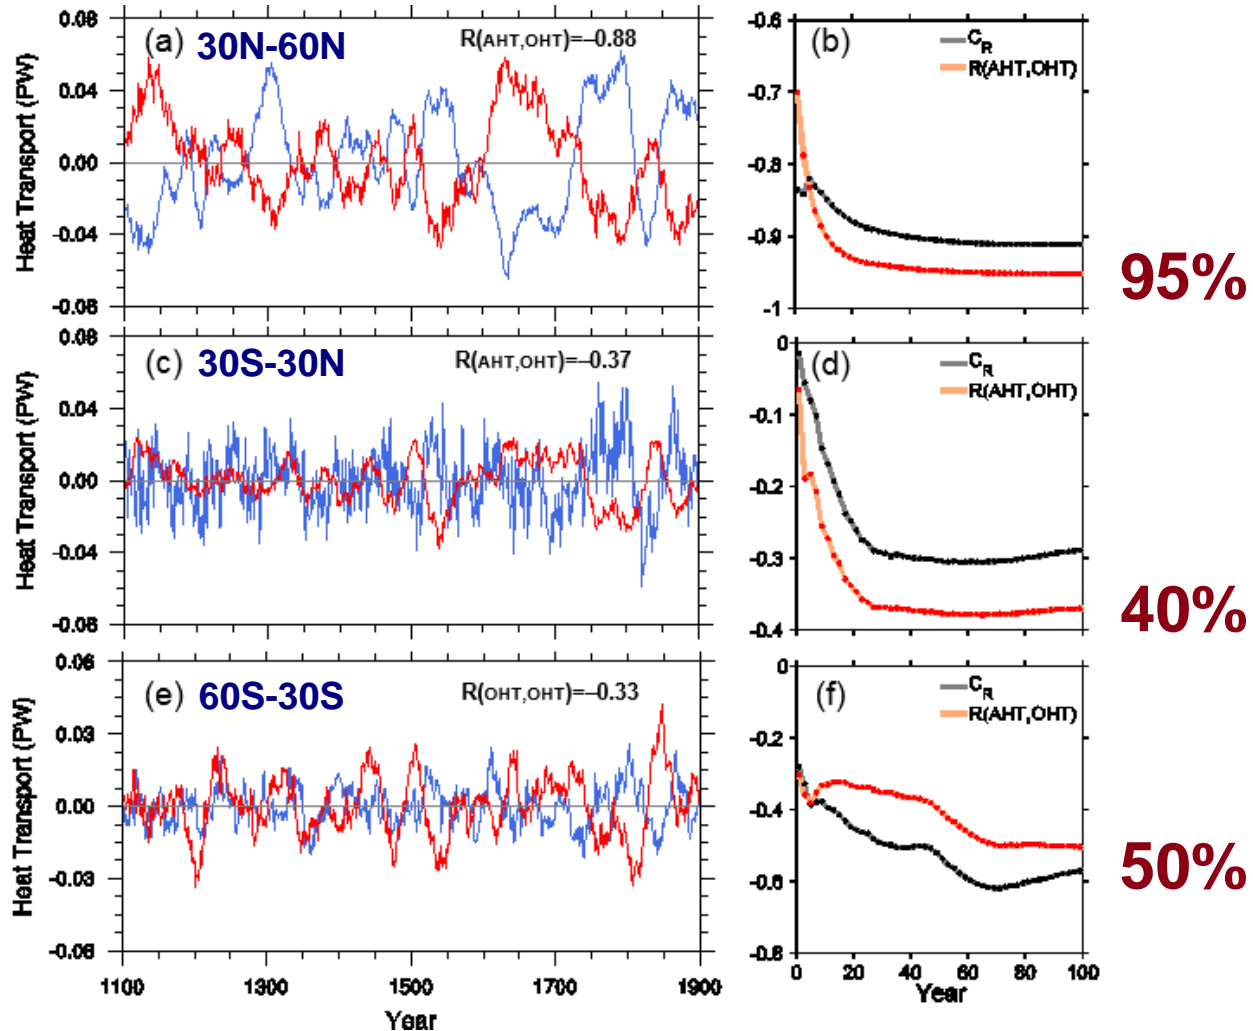 0.08
0.04
0.00
-0.04
-0.08
Heat Transport (PW)
(a) 30N-60N
R(AHT,OHT)=–0.88
-0.6
-0.7
-0.8
-0.9
-1
(b)
C_R
R(AHT,OHT)
95%
0.08
0.04
0.00
-0.04
-0.08
Heat Transport (PW)
(c) 30S-30N
R(AHT,OHT)=–0.37
0
-0.1
-0.2
-0.3
-0.4
(d)
C_R
R(AHT,OHT)
40%
0.06
0.03
0.00
-0.03
-0.06
Heat Transport (PW)
(e) 60S-30S
R(OHT,OHT)=–0.33
1100 1300 1500 1700 1900
Year
0
-0.2
-0.4
-0.6
-0.8
(f)
C_R
R(AHT,OHT)
0 20 40 60 80 100
Year
50%